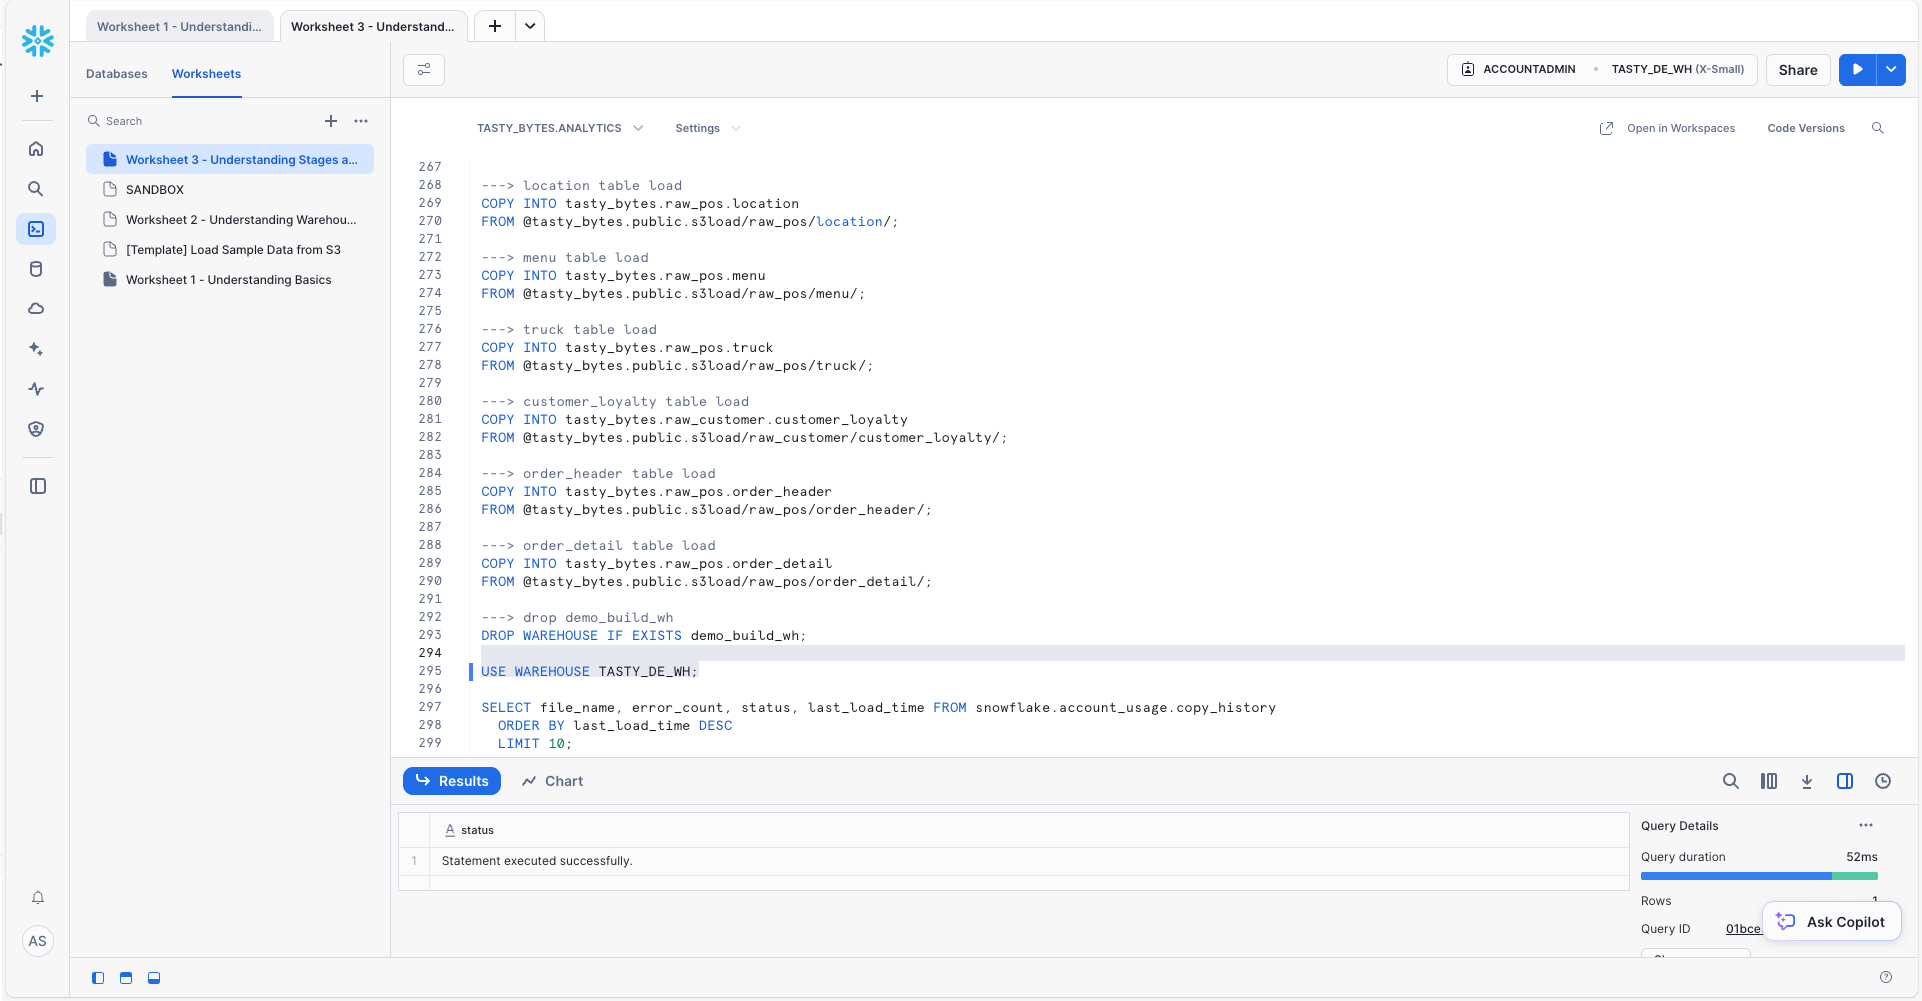 Worksheet 1 - Understandi...
Worksheet 3 - Understand...
Databases
Worksheets
ACCOUNTADMIN
TASTY_DE_WH (X-Small)
Share
Search
Worksheet 3 - Understanding Stages a...
SANDBOX
Worksheet 2 - Understanding Warehou...
[Template] Load Sample Data from S3
Worksheet 1 - Understanding Basics
TASTY_BYTES.ANALYTICS
Settings
Open in Workspaces
Code Versions
267
268 ---> location table load
269 COPY INTO tasty_bytes.raw_pos.location
270 FROM @tasty_bytes.public.s3load/raw_pos/location/;
271
272 ---> menu table load
273 COPY INTO tasty_bytes.raw_pos.menu
274 FROM @tasty_bytes.public.s3load/raw_pos/menu/;
275
276 ---> truck table load
277 COPY INTO tasty_bytes.raw_pos.truck
278 FROM @tasty_bytes.public.s3load/raw_pos/truck/;
279
280 ---> customer_loyalty table load
281 COPY INTO tasty_bytes.raw_customer.customer_loyalty
282 FROM @tasty_bytes.public.s3load/raw_customer/customer_loyalty/;
283
284 ---> order_header table load
285 COPY INTO tasty_bytes.raw_pos.order_header
286 FROM @tasty_bytes.public.s3load/raw_pos/order_header/;
287
288 ---> order_detail table load
289 COPY INTO tasty_bytes.raw_pos.order_detail
290 FROM @tasty_bytes.public.s3load/raw_pos/order_detail/;
291
292 ---> drop demo_build_wh
293 DROP WAREHOUSE IF EXISTS demo_build_wh;
294
295 USE WAREHOUSE TASTY_DE_WH;
296
297 SELECT file_name, error_count, status, last_load_time FROM snowflake.account_usage.copy_history
298 ORDER BY last_load_time DESC
299 LIMIT 10;
Results
Chart
A status
1 Statement executed successfully.
Query Details
...
Query duration 52ms
Rows 1
Query ID 01bce
Ask Copilot
AS